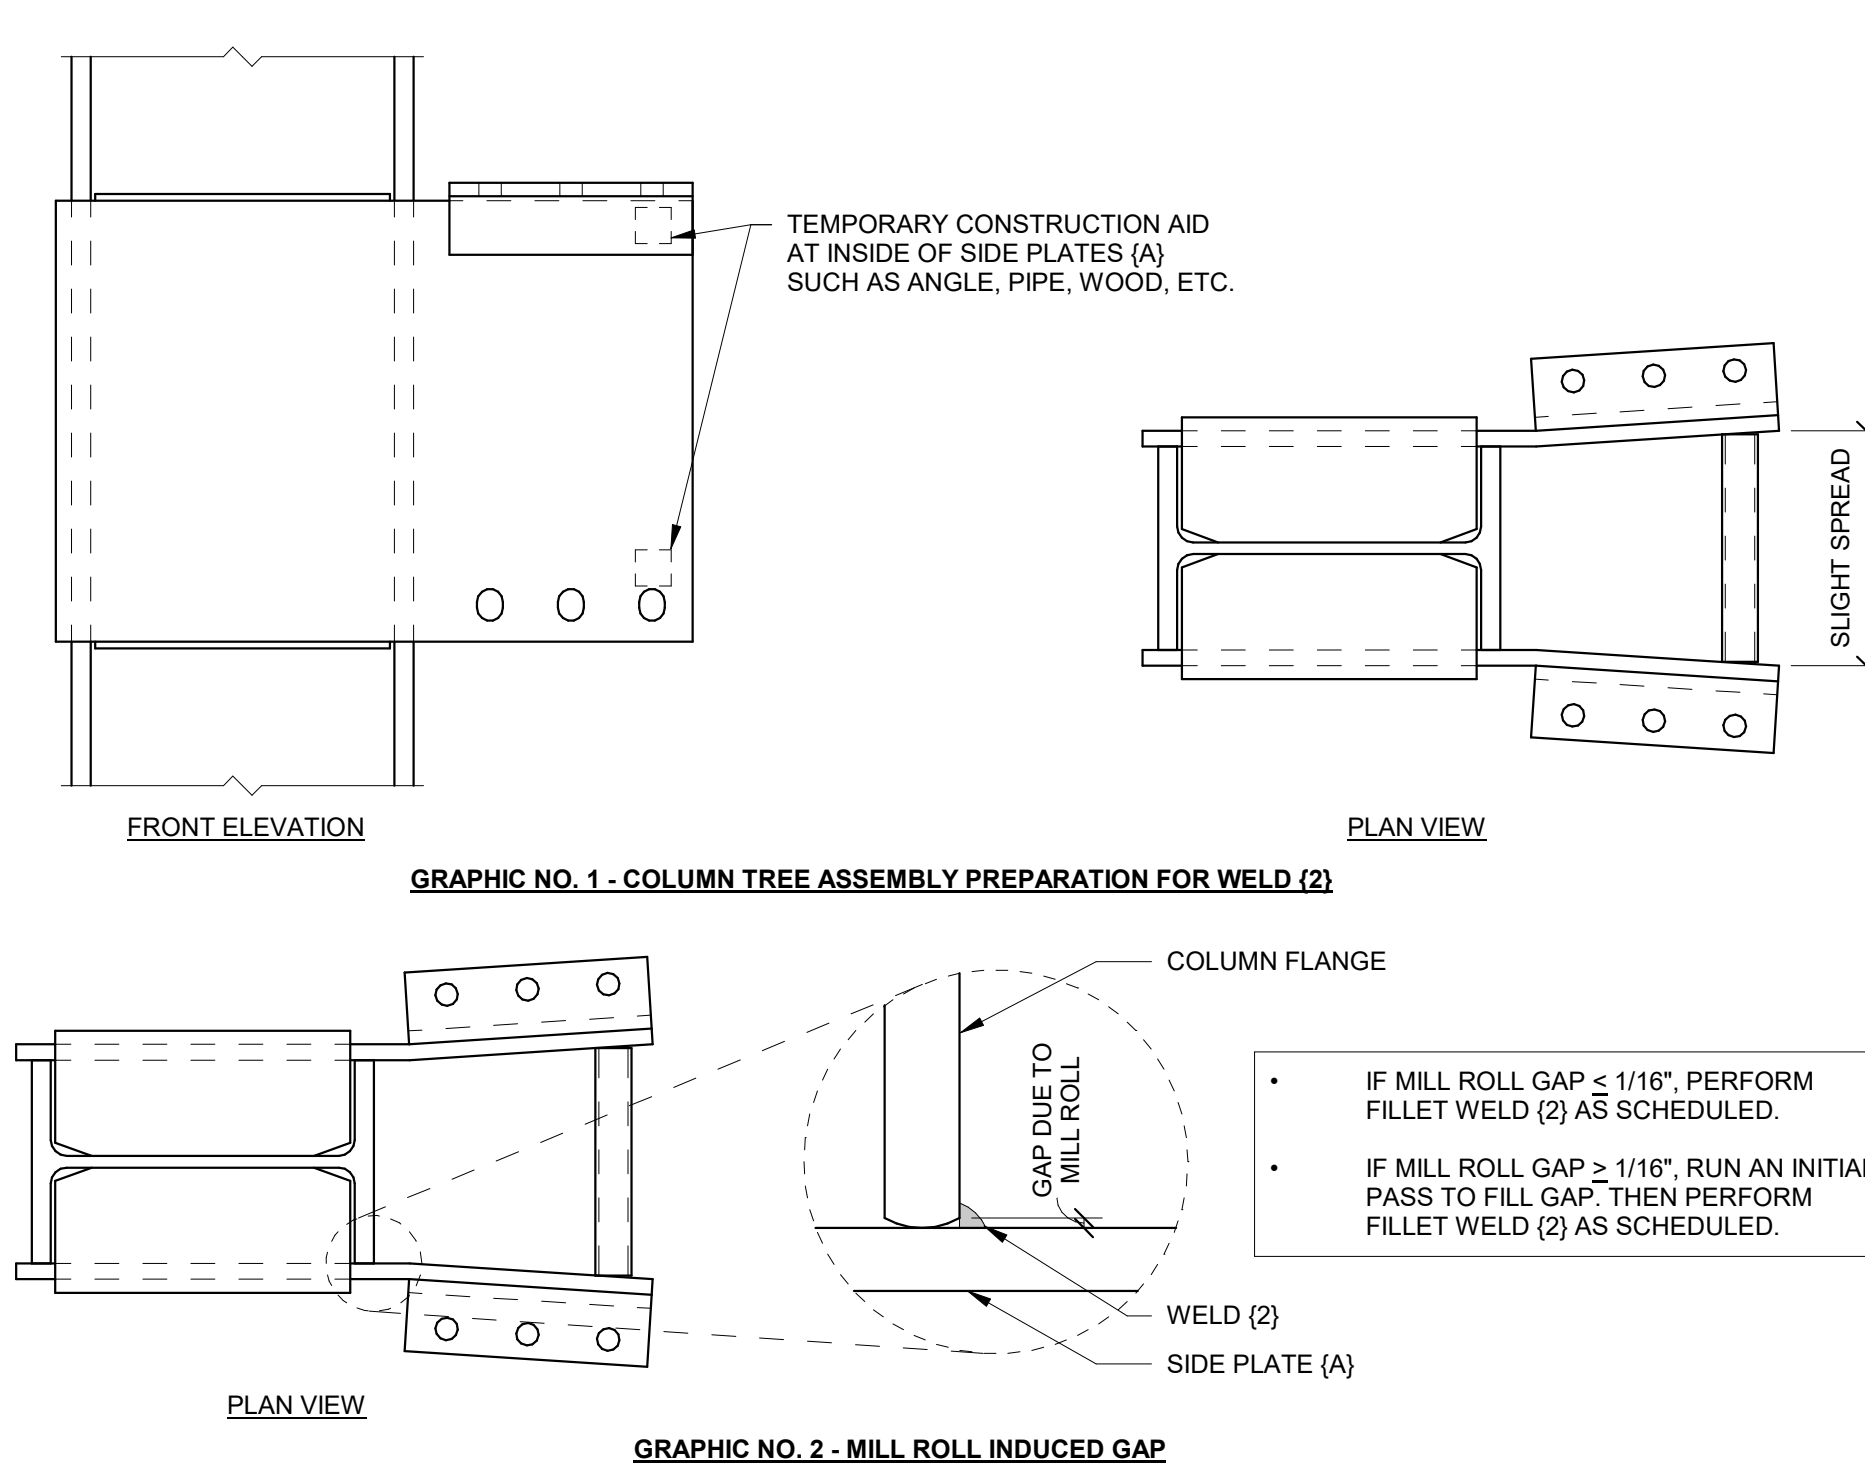 TEMPORARY CONSTRUCTION AID
AT INSIDE OF SIDE PLATES {A}
SUCH AS ANGLE, PIPE, WOOD, ETC.
SLIGHT SPREAD
FRONT ELEVATION
PLAN VIEW
GRAPHIC NO. 1 - COLUMN TREE ASSEMBLY PREPARATION FOR WELD {2}
COLUMN FLANGE
GAP DUE TO
MILL ROLL
• IF MILL ROLL GAP ≤ 1/16", PERFORM
FILLET WELD {2} AS SCHEDULED.
• IF MILL ROLL GAP ≥ 1/16", RUN AN INITIAL
PASS TO FILL GAP. THEN PERFORM
FILLET WELD {2} AS SCHEDULED.
WELD {2}
SIDE PLATE {A}
PLAN VIEW
GRAPHIC NO. 2 - MILL ROLL INDUCED GAP